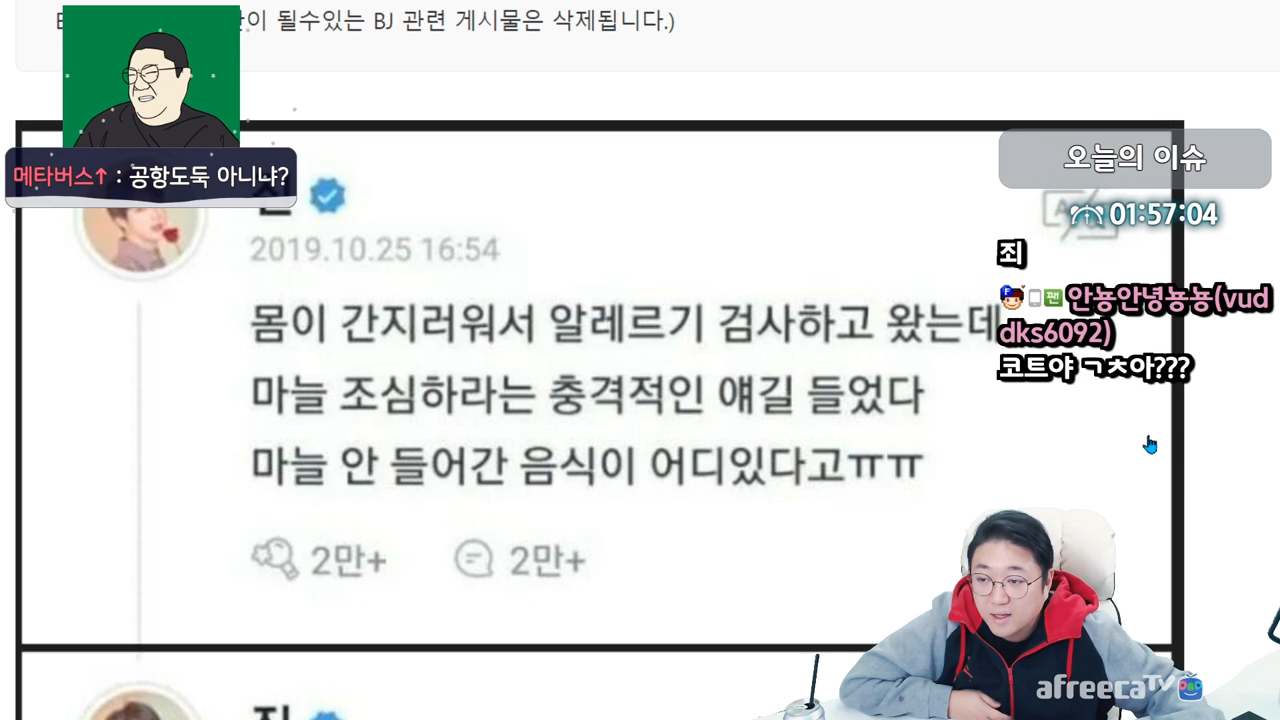 이 될수있는 BJ 관련 게시물은 삭제됩니다.)
메타버스↑ : 공항도둑 아니냐?
오늘의 이슈
01:57:04
죄
팬 안뇽안녕뇽뇽(vud
dks6092)
코트야 ㄱㅊ아???
2019.10.25 16:54
몸이 간지러워서 알레르기 검사하고 왔는데
마늘 조심하라는 충격적인 얘길 들었다
마늘 안 들어간 음식이 어디있다고ㅠㅠ
2만+ 2만+
진
afreecaTV